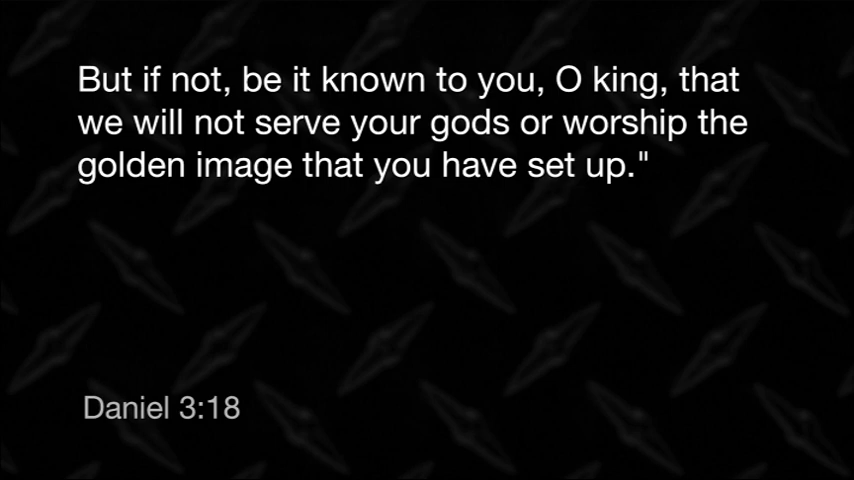 But if not, be it known to you, O king, that
we will not serve your gods or worship the
golden image that you have set up."
Daniel 3:18